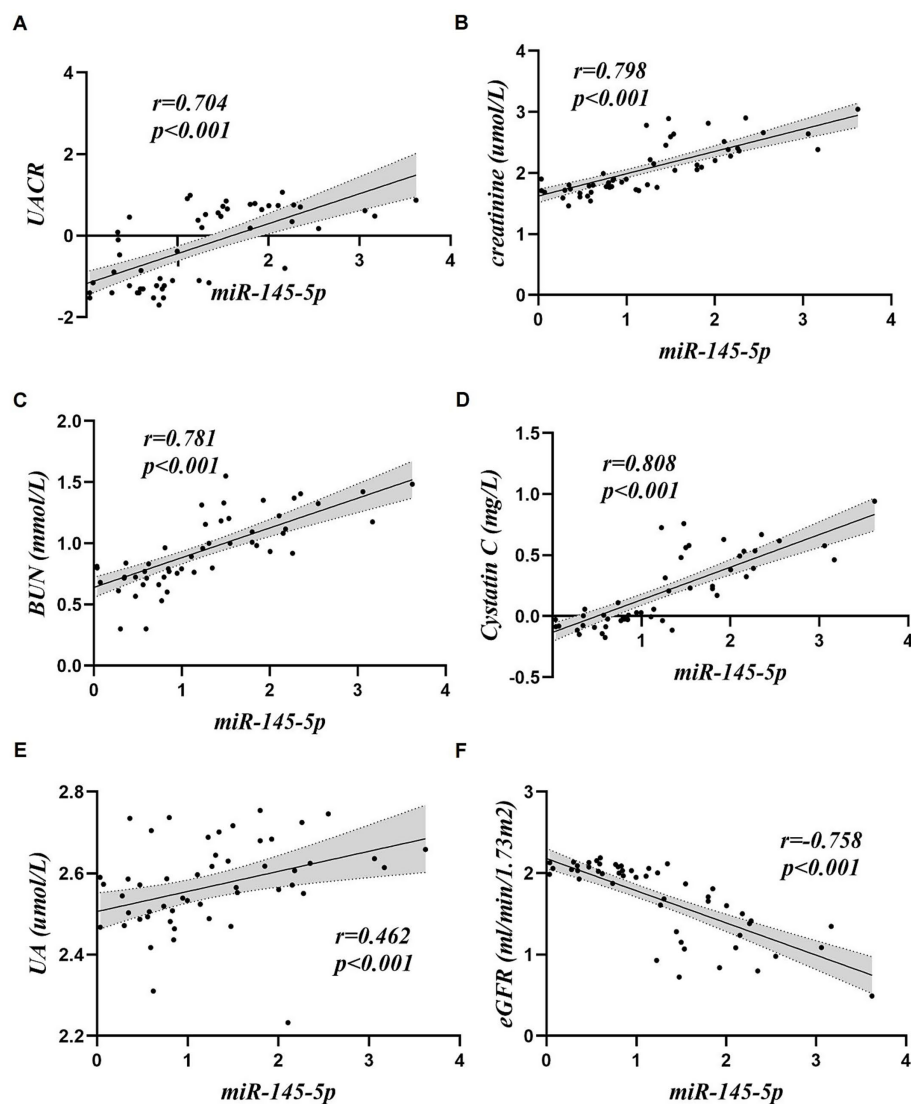 A
r=0.704
p<0.001
UACR
4
2
0
-2
1
2
3
4
miR-145-5p
B
r=0.798
p<0.001
creatinine (umol/L)
4
3
2
1
0
0
1
2
3
4
miR-145-5p
C
r=0.781
p<0.001
BUN (mmol/L)
2.0
1.5
1.0
0.5
0.0
0
1
2
3
4
miR-145-5p
D
r=0.808
p<0.001
Cystatin C (mg/L)
1.5
1.0
0.5
0.0
-0.5
1
2
3
4
miR-145-5p
E
r=0.462
p<0.001
UA (umol/L)
2.8
2.6
2.4
2.2
0
1
2
3
4
miR-145-5p
F
r=-0.758
p<0.001
eGFR (ml/min/1.73m2)
3
2
1
0
0
1
2
3
4
miR-145-5p